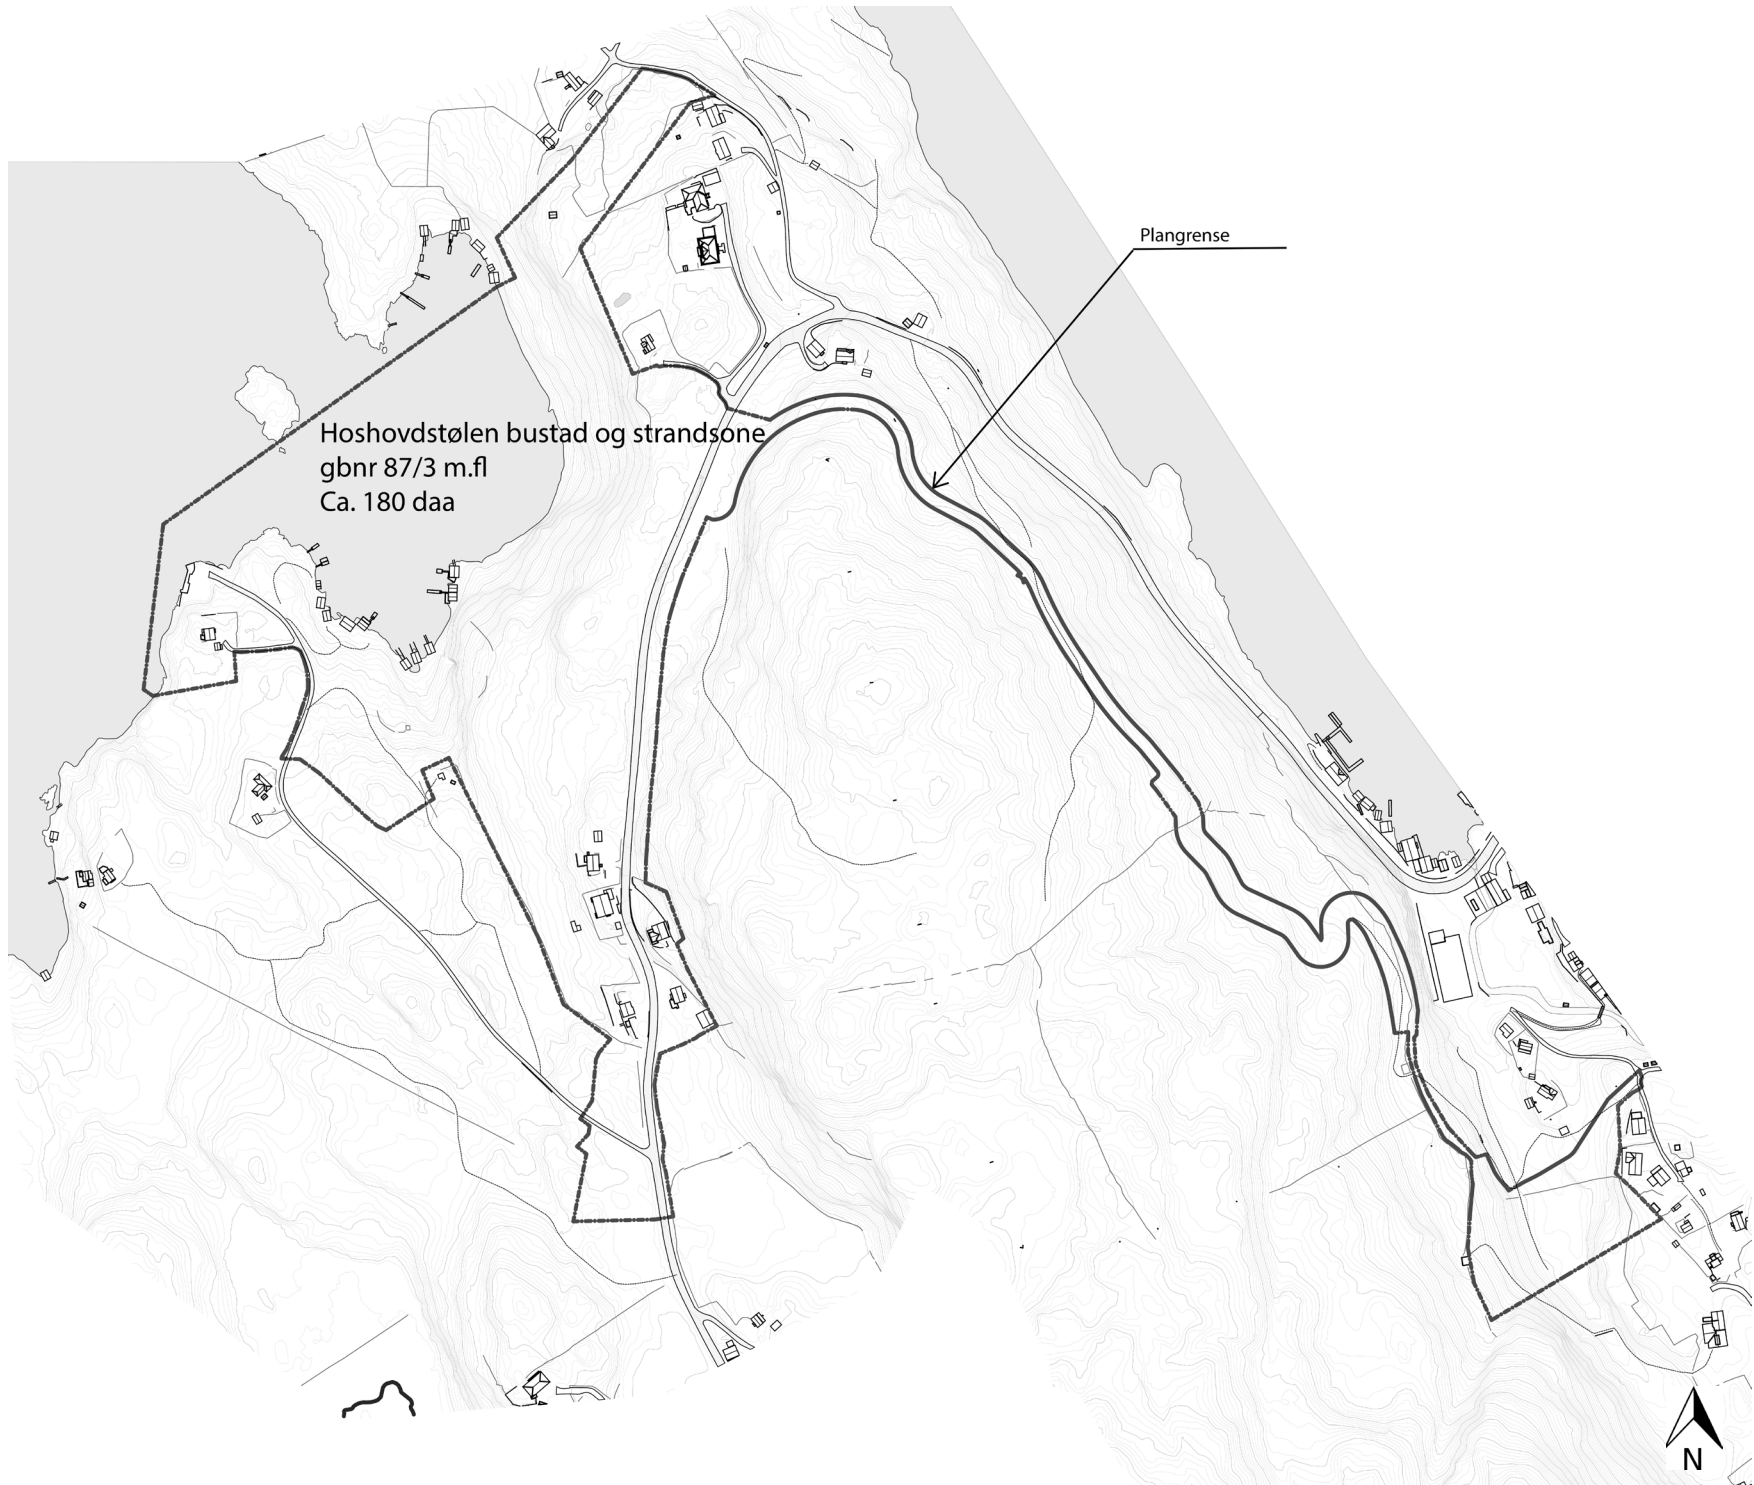 Plangrense
Hoshovdstølen bustad og strandsone
gbnr 87/3 m.fl
Ca. 180 daa
N